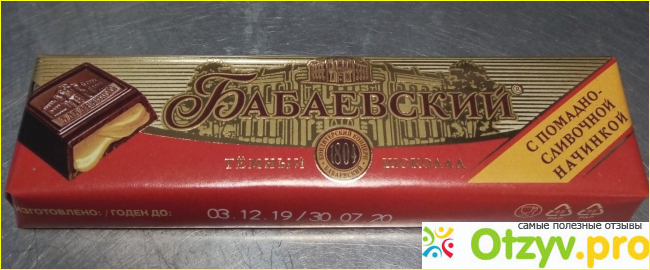 БАБАЕВСКИЙ®
С ПОМАДНО-
СЛИВОЧНОЙ
НАЧИНКОЙ
ТЁМНЫЙ
1804
ШОКОЛАД
ИЗГОТОВЛЕНО: / ГОДЕН ДО:
03.12.19/30.07.20
самые полезные отзывы
Otzyv.pro